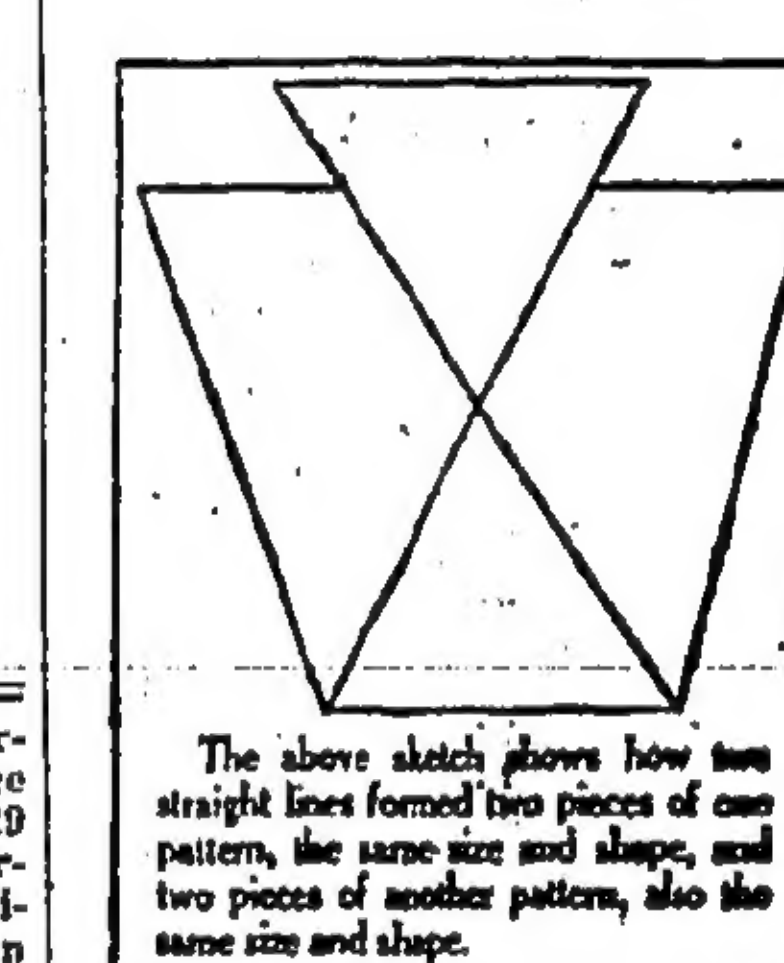 The above sketch shows how two
straight lines formed two pieces of one
pattern, the same size and shape, and
two pieces of another pattern, also the
same size and shape.